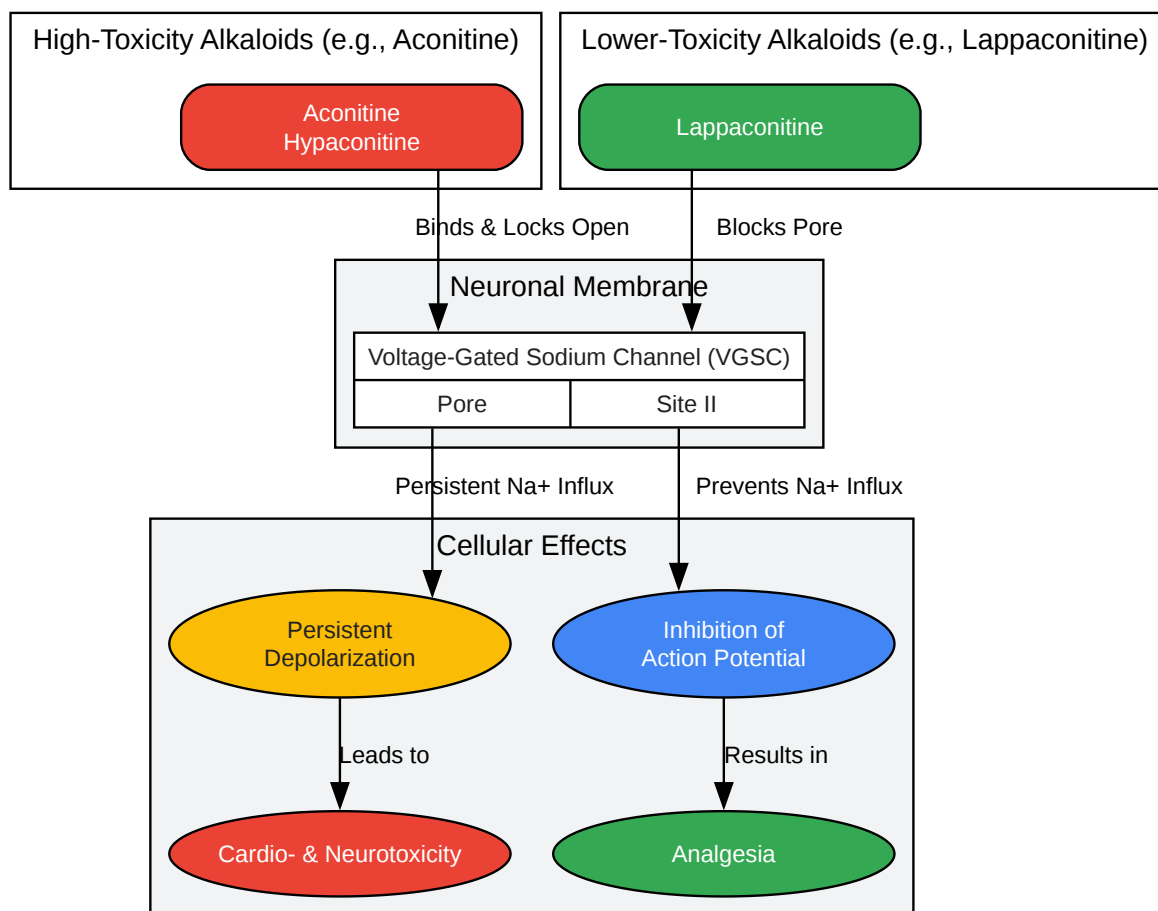 High-Toxicity Alkaloids (e.g., Aconitine)
Lower-Toxicity Alkaloids (e.g., Lappaconitine)
Aconitine
Hypaconitine
Lappaconitine
Binds & Locks Open
Blocks Pore
Neuronal Membrane
Voltage-Gated Sodium Channel (VGSC)
Pore
Site II
Persistent Na+ Influx
Prevents Na+ Influx
Cellular Effects
Persistent
Depolarization
Inhibition of
Action Potential
Leads to
Results in
Cardio- & Neurotoxicity
Analgesia